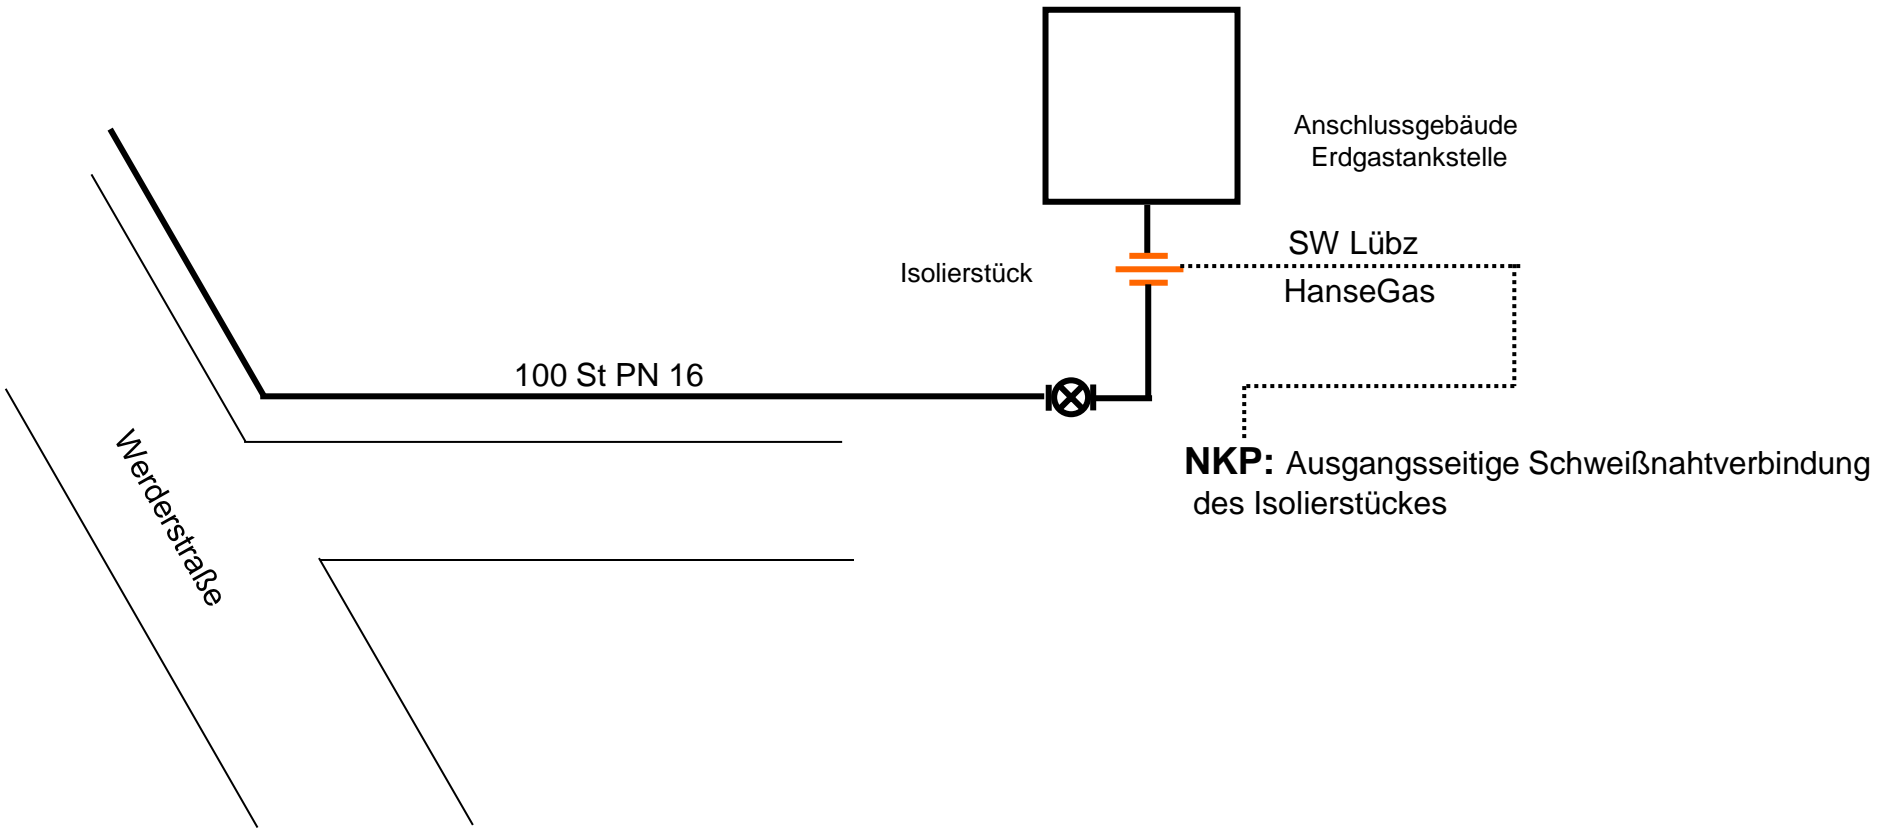 Anschlussgebäude
Erdgastankstelle
SW Lübz
Isolierstück
HanseGas
100 St PN 16
Werderstraße
NKP: Ausgangsseitige Schweißnahtverbindung
des Isolierstückes